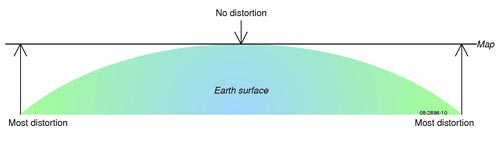 No distortion
Map
Earth surface
08-2896-10
Most distortion
Most distortion